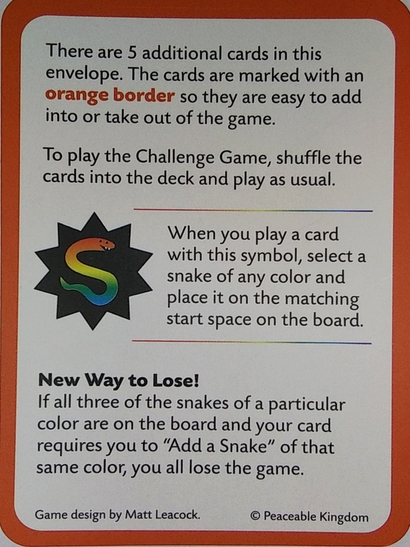 There are 5 additional cards in this
envelope. The cards are marked with an
orange border so they are easy to add
into or take out of the game.
To play the Challenge Game, shuffle the
cards into the deck and play as usual.
When you play a card
with this symbol, select a
snake of any color and
place it on the matching
start space on the board.
New Way to Lose!
If all three of the snakes of a particular
color are on the board and your card
requires you to “Add a Snake” of that
same color, you all lose the game.
Game design by Matt Leacock. © Peaceable Kingdom